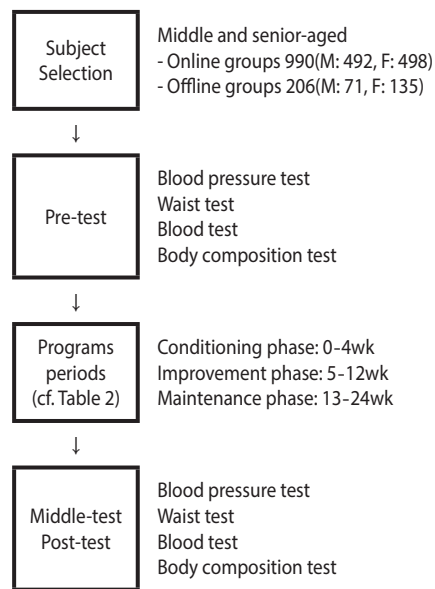 Subject
Selection
Middle and senior-aged
- Online groups 990(M: 492, F: 498)
- Offline groups 206(M: 71, F: 135)
↓
Pre-test
Blood pressure test
Waist test
Blood test
Body composition test
↓
Programs
periods
(cf. Table 2)
Conditioning phase: 0-4wk
Improvement phase: 5-12wk
Maintenance phase: 13-24wk
↓
Middle-test
Post-test
Blood pressure test
Waist test
Blood test
Body composition test